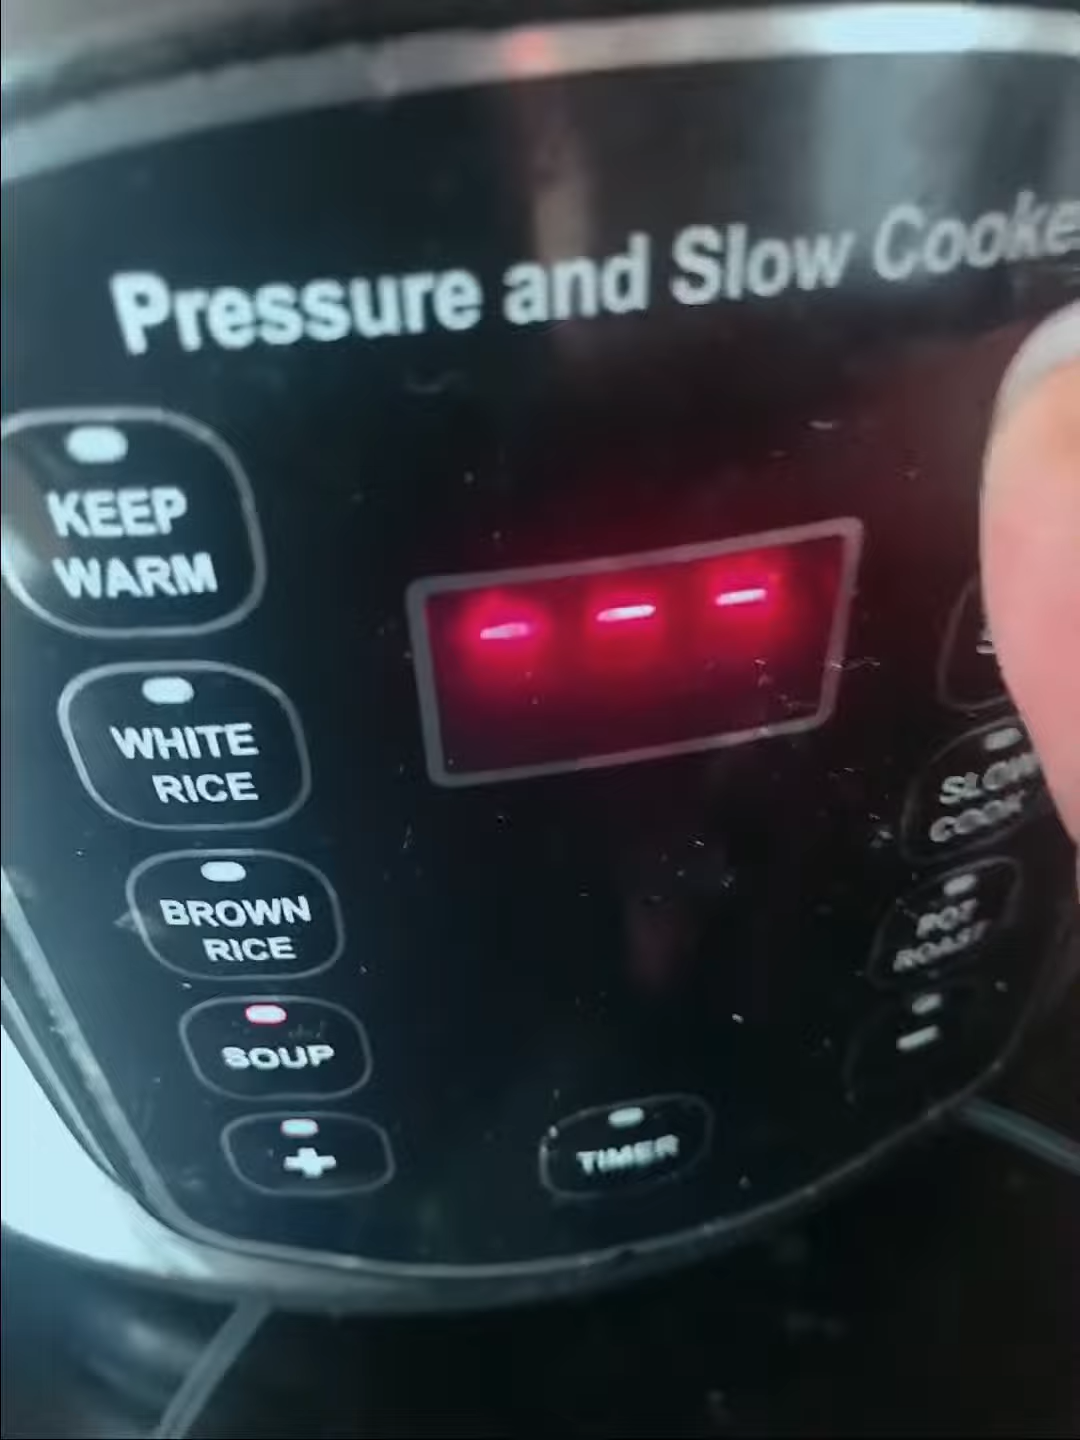 Pressure and Slow Cooke
KEEP
WARM
WHITE
RICE
BROWN
RICE
SOUP
+
- - -
SLOW
COOK
POT
ROAST
-
TIMER